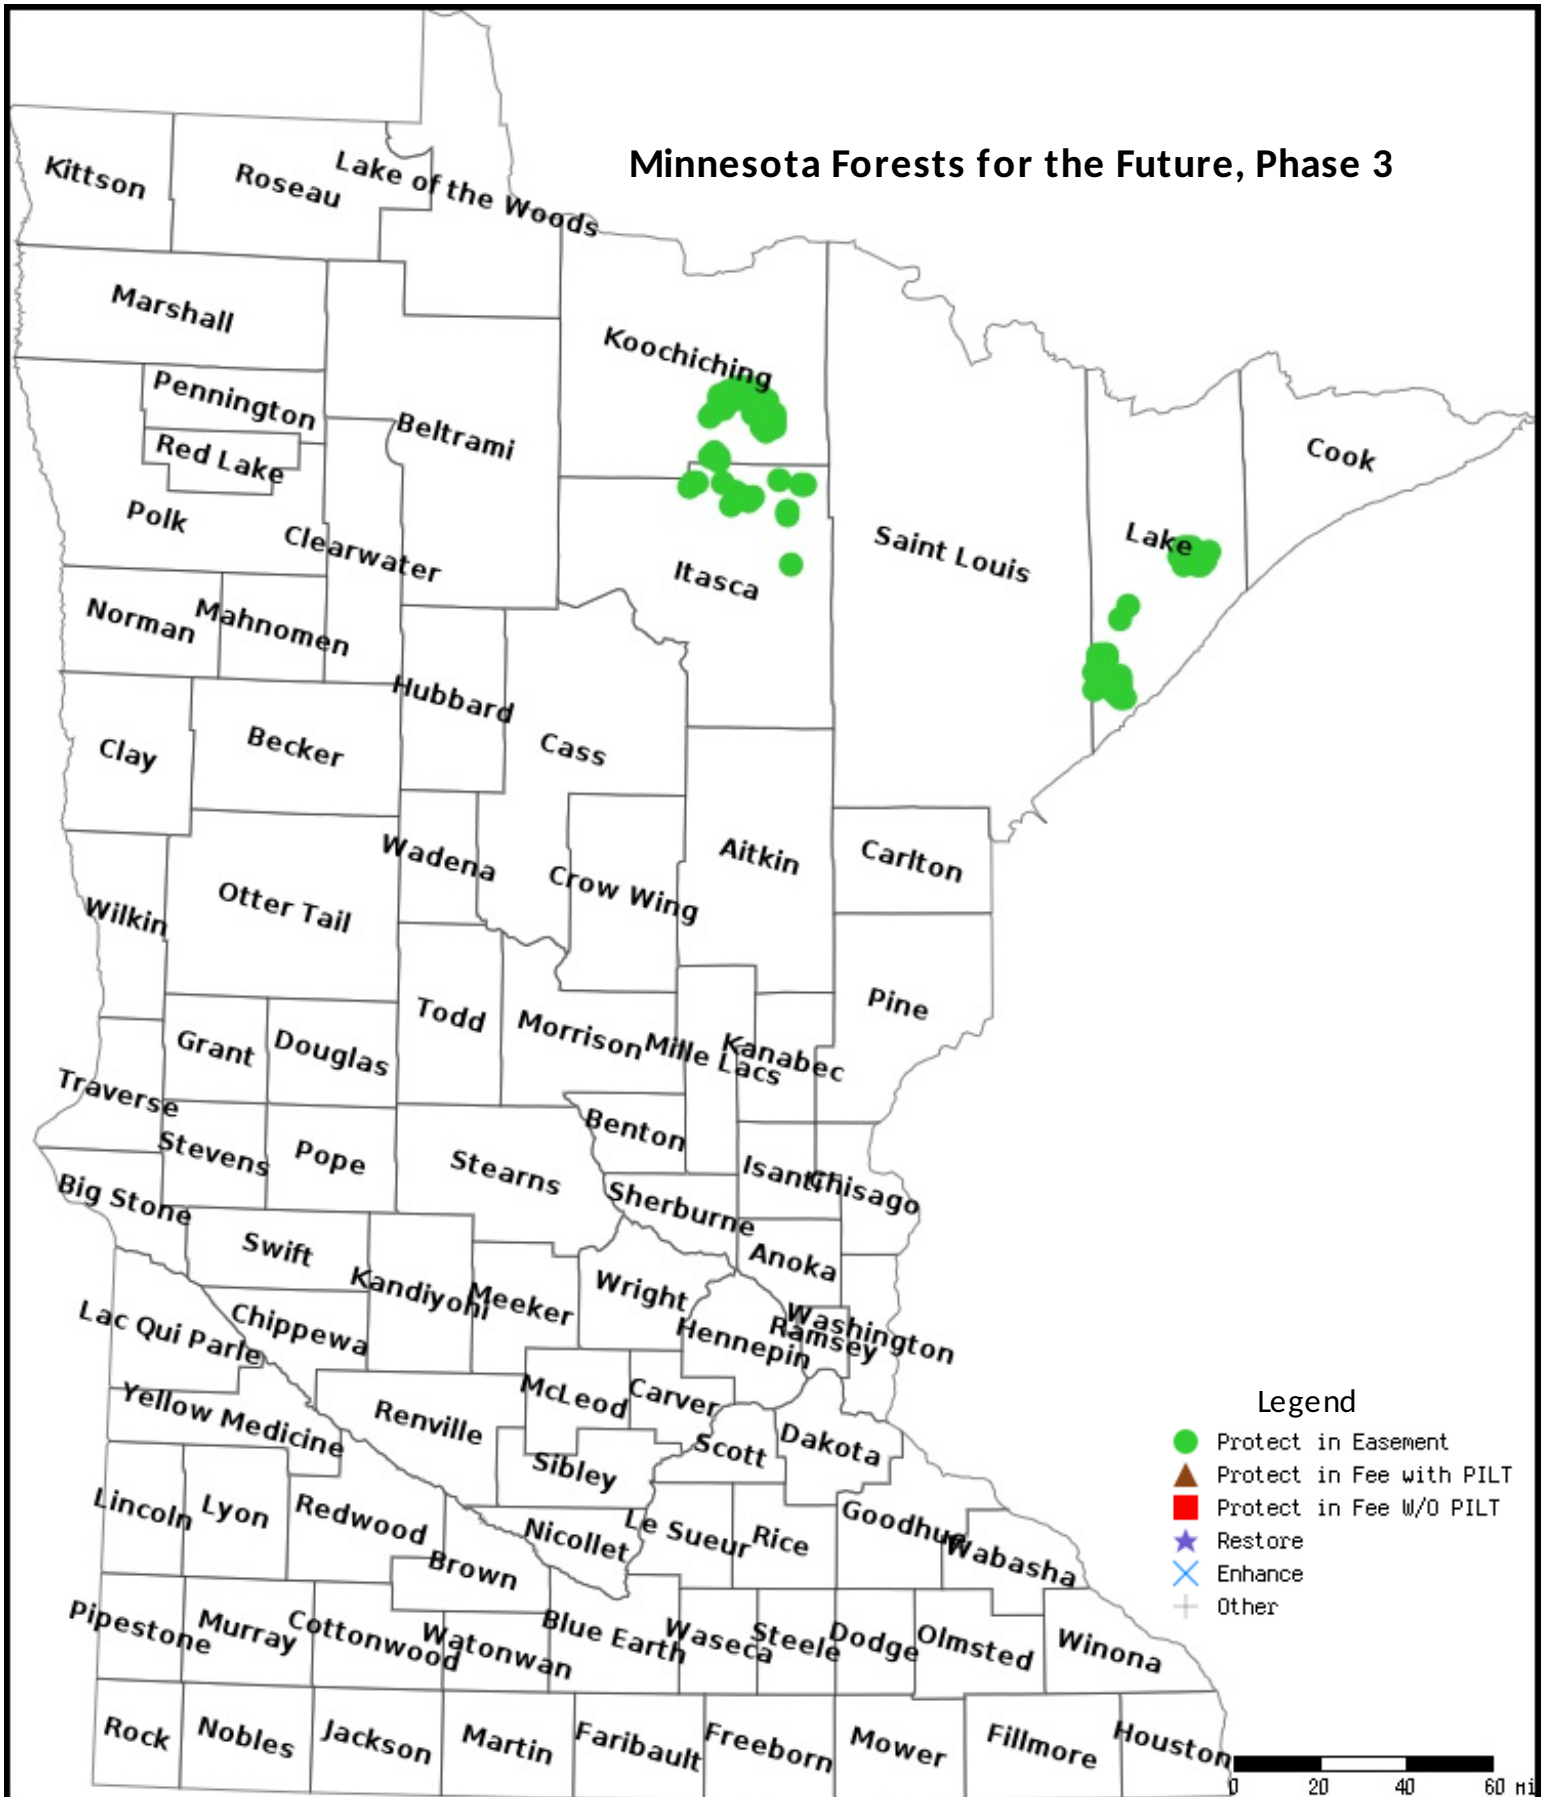 Minnesota Forests for the Future, Phase 3
Kittson
Roseau
Lake of the Woods
Marshall
Koochiching
Pennington
Beltrami
Red Lake
Cook
Polk
Clearwater
Lake
Saint Louis
Itasca
Norman
Mahnomen
Hubbard
Clay
Becker
Cass
Wadena
Aitkin
Carlton
Otter Tail
Crow Wing
Wilkin
Pine
Todd
Morrison
Grant
Douglas
Mille Lacs
Kanabec
Traverse
Benton
Stevens
Pope
Stearns
Isanti
Chisago
Big Stone
Sherburne
Swift
Anoka
Kandiyohi
Meeker
Wright
Lac Qui Parle
Chippewa
Washington
Ramsey
Hennepin
McLeod
Carver
Yellow Medicine
Renville
Scott
Dakota
Sibley
Lincoln
Lyon
Redwood
Nicollet
Le Sueur
Rice
Goodhue
Wabasha
Brown
Pipestone
Murray
Cottonwood
Watonwan
Blue Earth
Waseca
Steele
Dodge
Olmsted
Winona
Rock
Nobles
Jackson
Martin
Faribault
Freeborn
Mower
Fillmore
Houston
Legend
Protect in Easement
Protect in Fee with PILT
Protect in Fee W/O PILT
Restore
Enhance
Other
0 20 40 60 mi